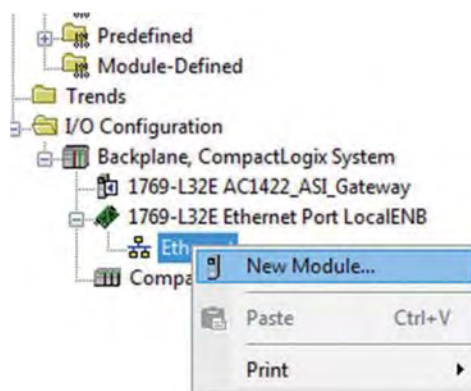 Predefined
Module-Defined
Trends
I/O Configuration
Backplane, CompactLogix System
1769-L32E AC1422_ASI_Gateway
1769-L32E Ethernet Port LocalENB
New Module...
Paste Ctrl+V
Print